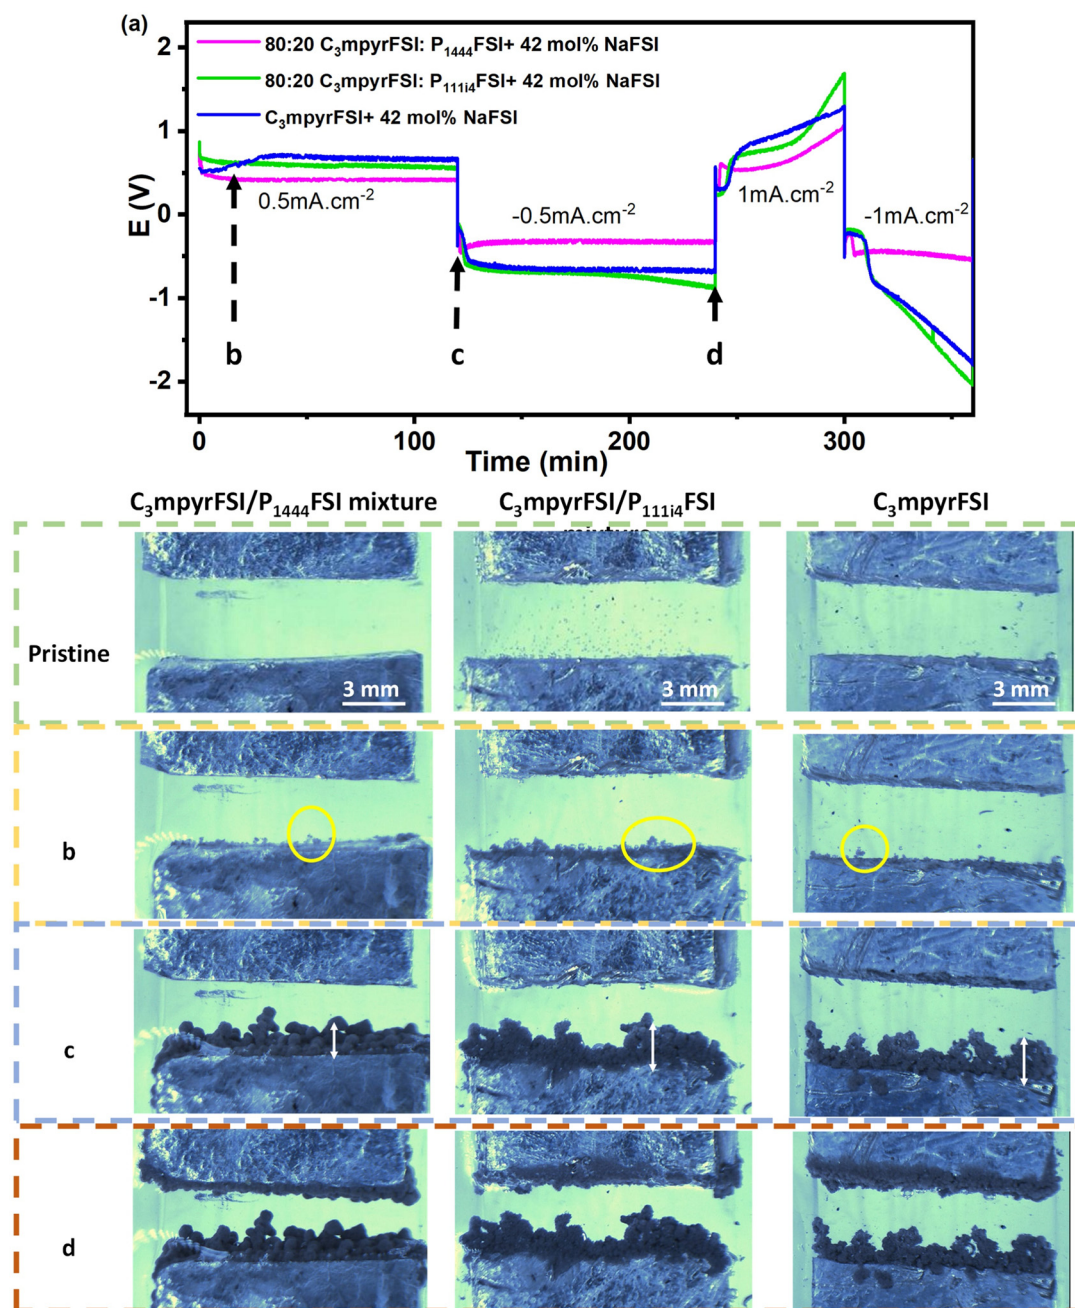 (a)
2
1
0
-1
-2
E (V)
80:20 C₃mpyrFSI: P₁₄₄₄FSI+ 42 mol% NaFSI
80:20 C₃mpyrFSI: P₁₁₁ᵢ₄FSI+ 42 mol% NaFSI
C₃mpyrFSI+ 42 mol% NaFSI
0.5mA.cm⁻²
-0.5mA.cm⁻²
1mA.cm⁻²
-1mA.cm⁻²
b
c
d
0
100
200
300
Time (min)
C₃mpyrFSI/P₁₄₄₄FSI mixture
C₃mpyrFSI/P₁₁₁ᵢ₄FSI
mixture
C₃mpyrFSI
Pristine
3 mm
3 mm
3 mm
b
c
d